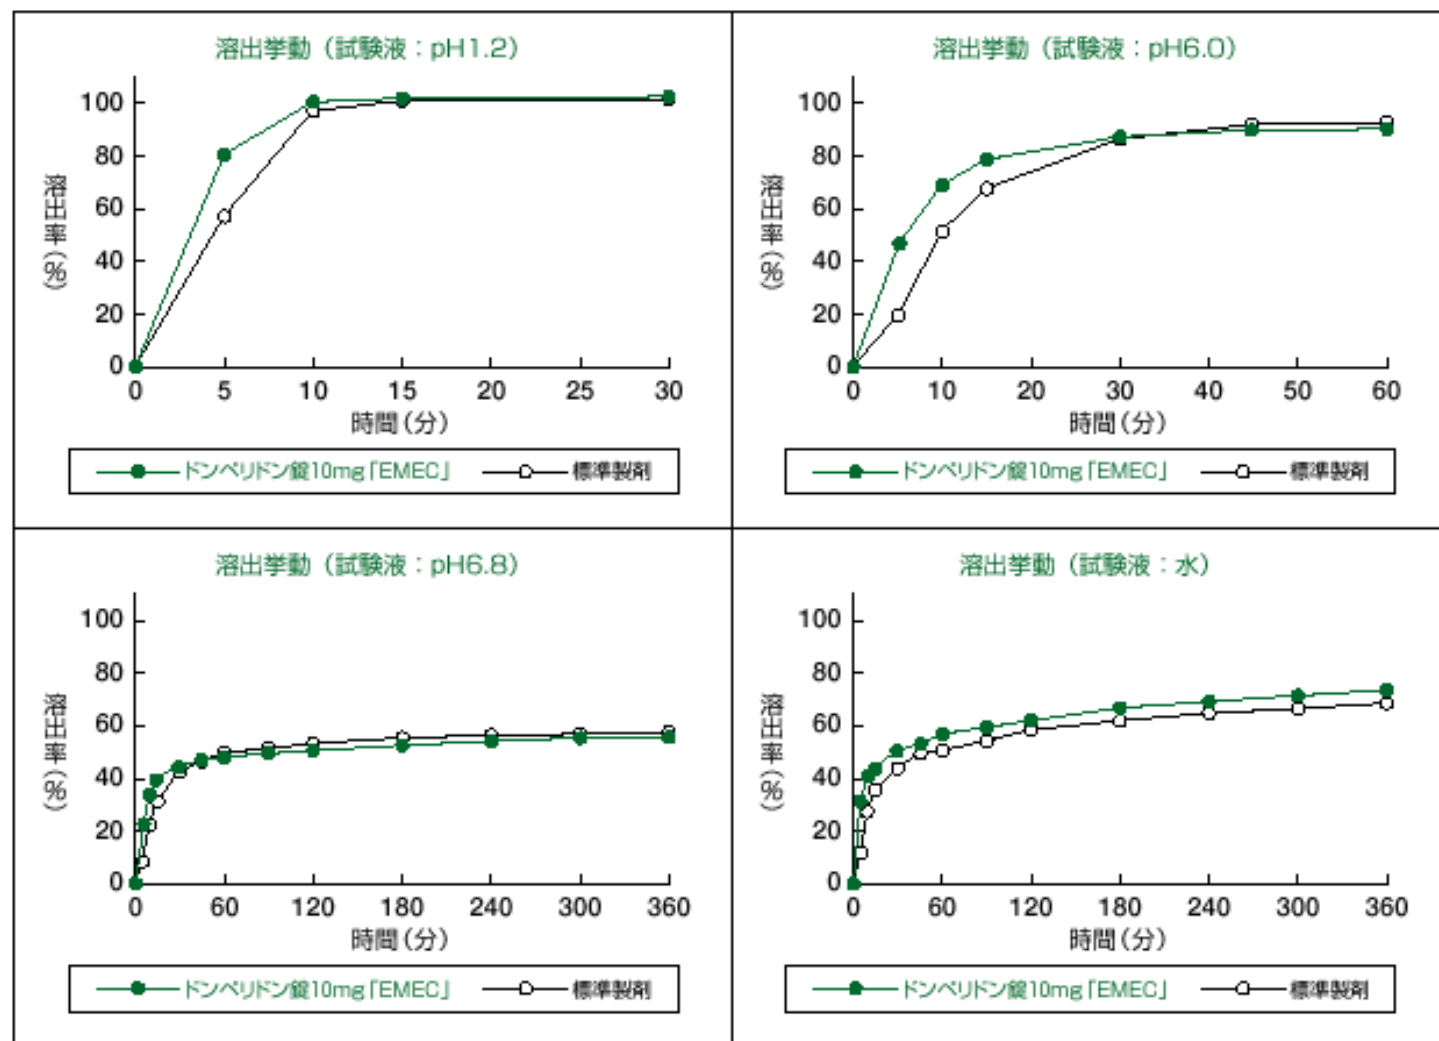 溶出挙動（試験液：pH1.2）
100
80
60
40
20
0
溶出率(%)
0 5 10 15 20 25 30
時間(分)
ドンペリドン錠10mg「EMEC」 標準製剤
溶出挙動（試験液：pH6.0）
100
80
60
40
20
0
溶出率(%)
0 10 20 30 40 50 60
時間(分)
ドンペリドン錠10mg「EMEC」 標準製剤
溶出挙動（試験液：pH6.8）
100
80
60
40
20
0
溶出率(%)
0 60 120 180 240 300 360
時間(分)
ドンペリドン錠10mg「EMEC」 標準製剤
溶出挙動（試験液：水）
100
80
60
40
20
0
溶出率(%)
0 60 120 180 240 300 360
時間(分)
ドンペリドン錠10mg「EMEC」 標準製剤